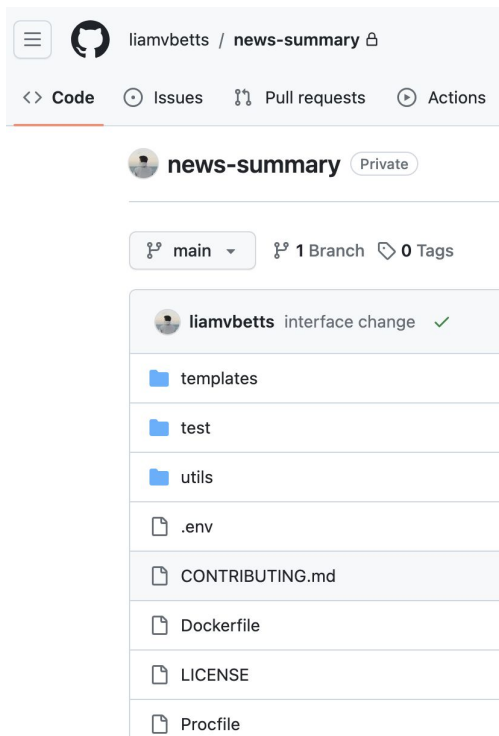 liamvbetts / news-summary
Code Issues Pull requests Actions
news-summary Private
main 1 Branch 0 Tags
liamvbetts interface change
templates
test
utils
.env
CONTRIBUTING.md
Dockerfile
LICENSE
Procfile